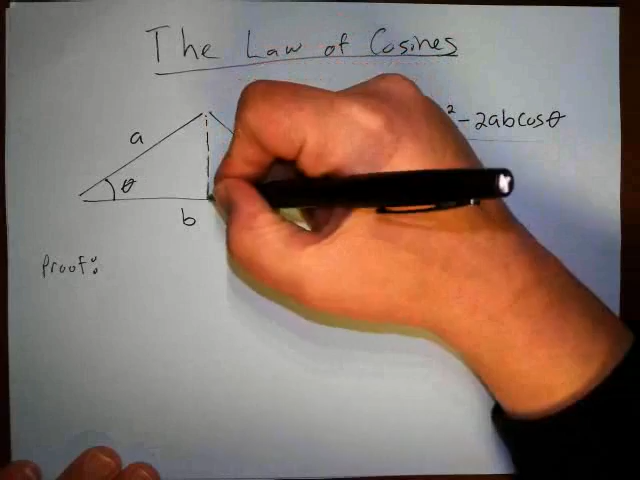 The Law of Cosines
² - 2abcosθ
a
θ
b
Proof: